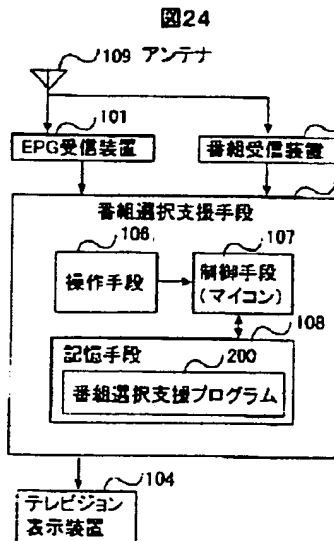 図24
109 アンテナ
101
EPG受信装置
番組受信装置
番組選択支援手段
106
操作手段
107
制御手段
(マイコン)
108
記憶手段
200
番組選択支援プログラム
104
テレビジョン
表示装置